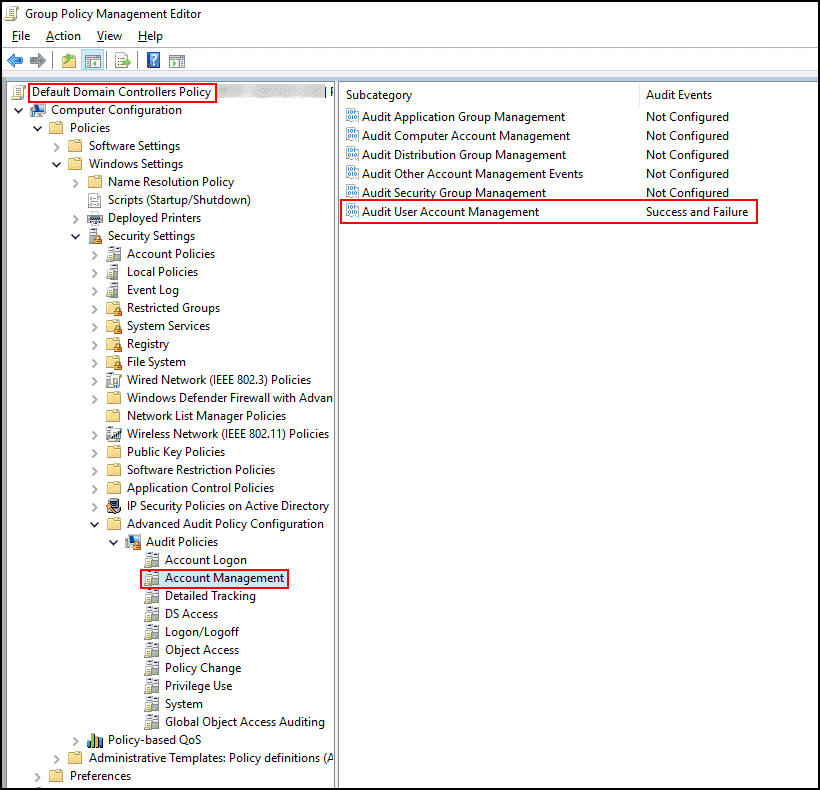 Group Policy Management Editor
File Action View Help
Default Domain Controllers Policy
Computer Configuration
Policies
Software Settings
Windows Settings
Name Resolution Policy
Scripts (Startup/Shutdown)
Deployed Printers
Security Settings
Account Policies
Local Policies
Event Log
Restricted Groups
System Services
Registry
File System
Wired Network (IEEE 802.3) Policies
Windows Defender Firewall with Advan
Network List Manager Policies
Wireless Network (IEEE 802.11) Policies
Public Key Policies
Software Restriction Policies
Application Control Policies
IP Security Policies on Active Directory
Advanced Audit Policy Configuration
Audit Policies
Account Logon
Account Management
Detailed Tracking
DS Access
Logon/Logoff
Object Access
Policy Change
Privilege Use
System
Global Object Access Auditing
Policy-based QoS
Administrative Templates: Policy definitions (A
Preferences
Subcategory Audit Events
Audit Application Group Management Not Configured
Audit Computer Account Management Not Configured
Audit Distribution Group Management Not Configured
Audit Other Account Management Events Not Configured
Audit Security Group Management Not Configured
Audit User Account Management Success and Failure